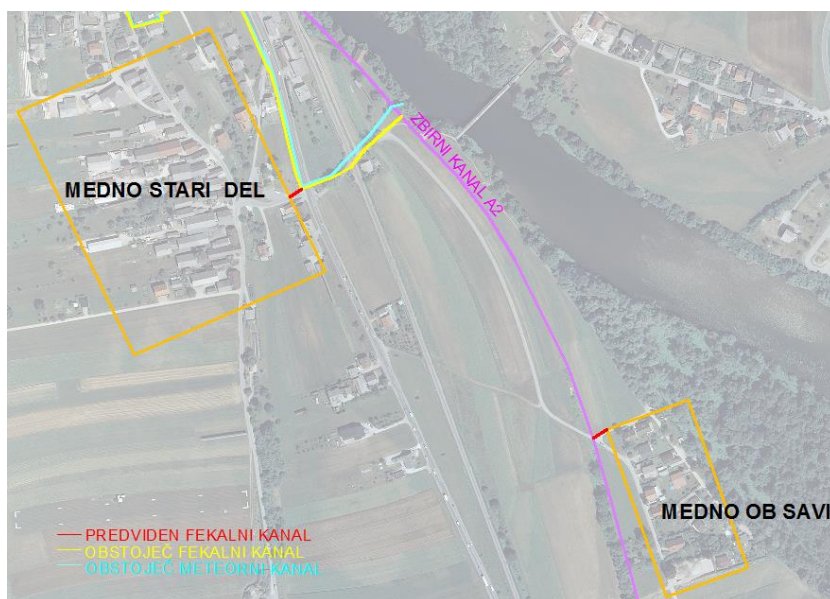 ZBIRNI KANAL A2
MEDNO STARI DEL
MEDNO OB SAVI
PREDVIDEN FEKALNI KANAL
OBSTOJEČ FEKALNI KANAL
OBSTOJEČ METEORNI KANAL